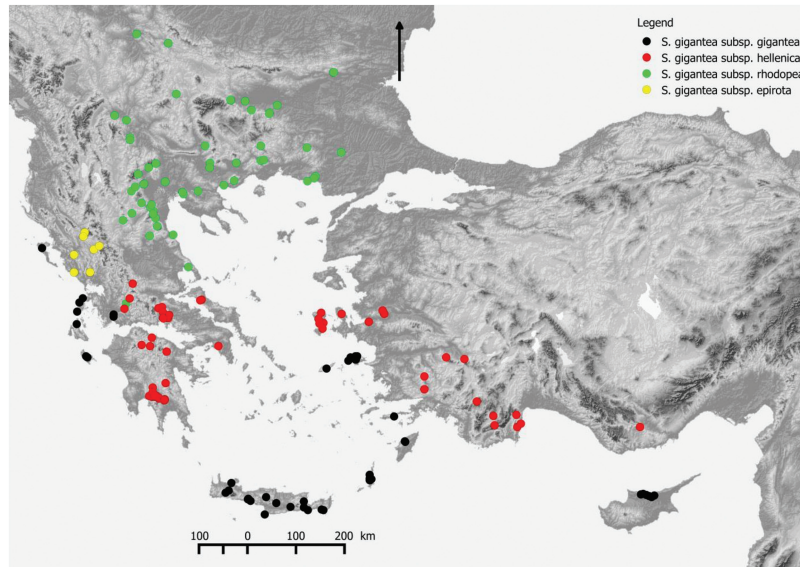 Legend
S. gigantea subsp. gigantea
S. gigantea subsp. hellenica
S. gigantea subsp. rhodopea
S. gigantea subsp. epirota
100 0 100 200 km